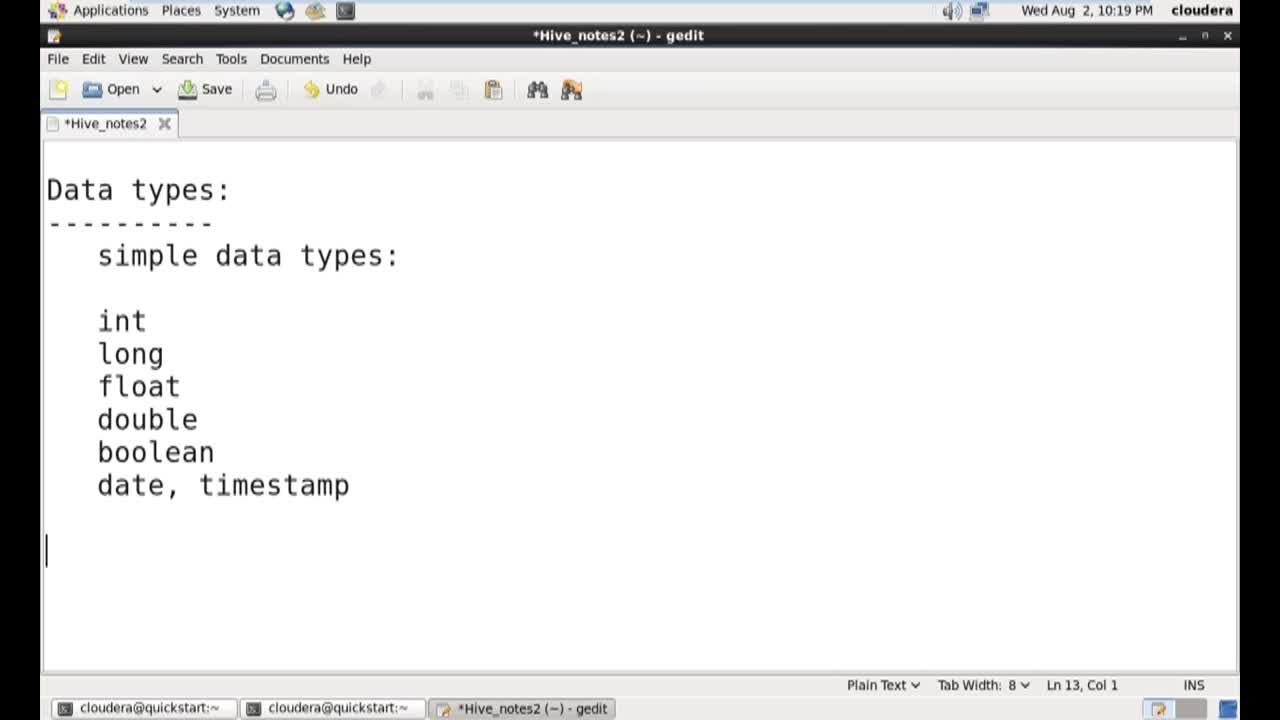 Applications Places System Wed Aug 2, 10:19 PM cloudera
*Hive_notes2 (~) - gedit
File Edit View Search Tools Documents Help
Open Save Undo
*Hive_notes2
Data types:
----------
simple data types:
int
long
float
double
boolean
date, timestamp
Plain Text Tab Width: 8 Ln 13, Col 1 INS
cloudera@quickstart:~ cloudera@quickstart:~ *Hive_notes2 (~) - gedit